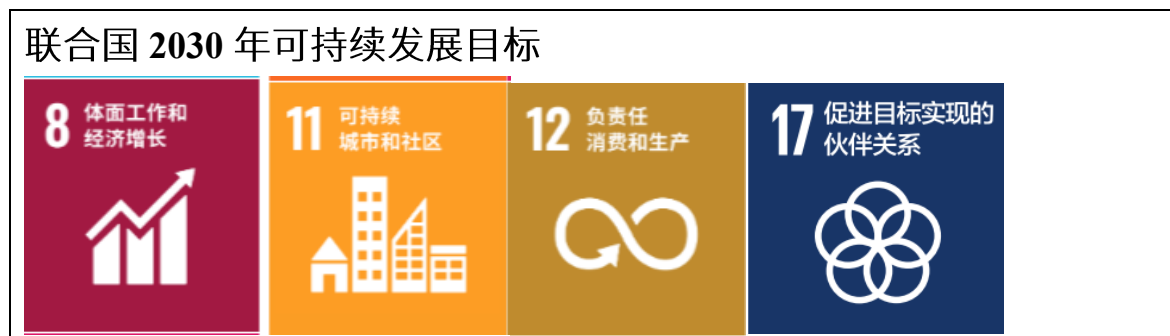 联合国 2030 年可持续发展目标
8 体面工作和
经济增长
11 可持续
城市和社区
12 负责任
消费和生产
17 促进目标实现的
伙伴关系